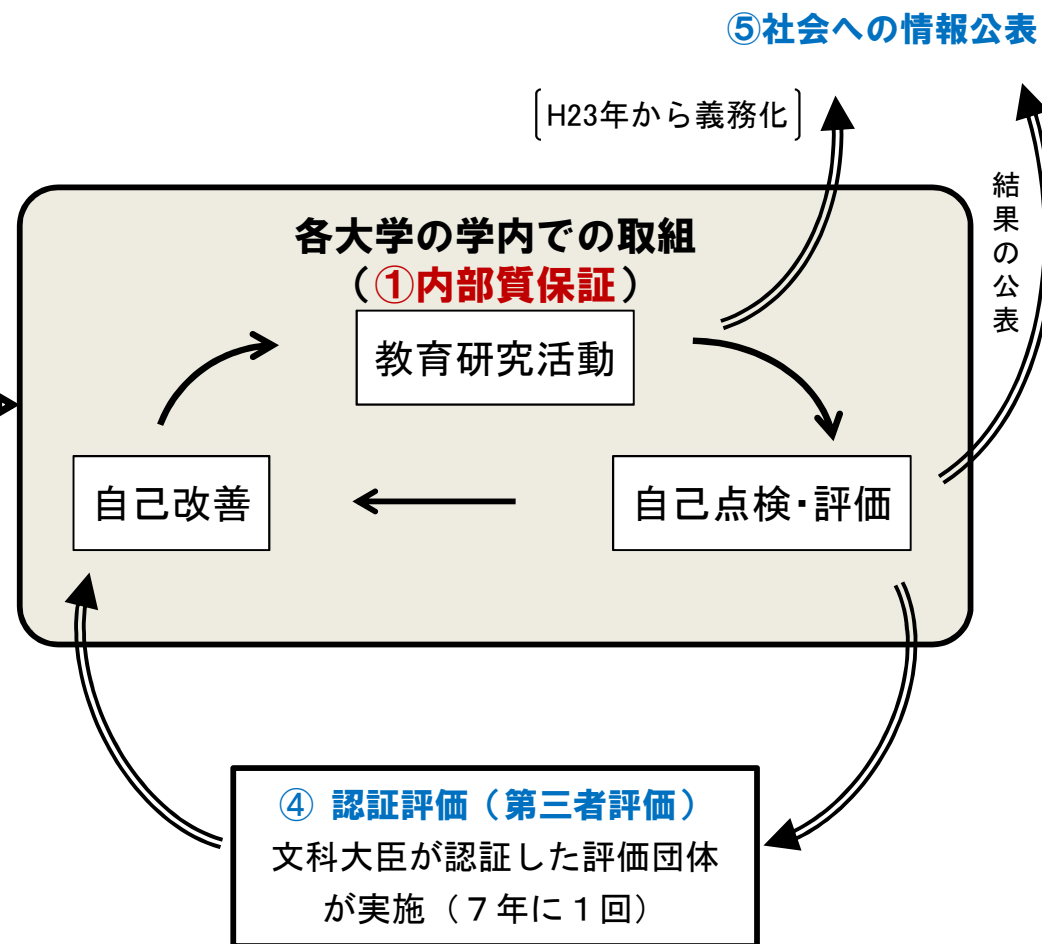 ⑤社会への情報公表
H23年から義務化
結果の公表
各大学の学内での取組
（①内部質保証）
教育研究活動
自己改善
自己点検・評価
④ 認証評価（第三者評価）
文科大臣が認証した評価団体
が実施（７年に１回）